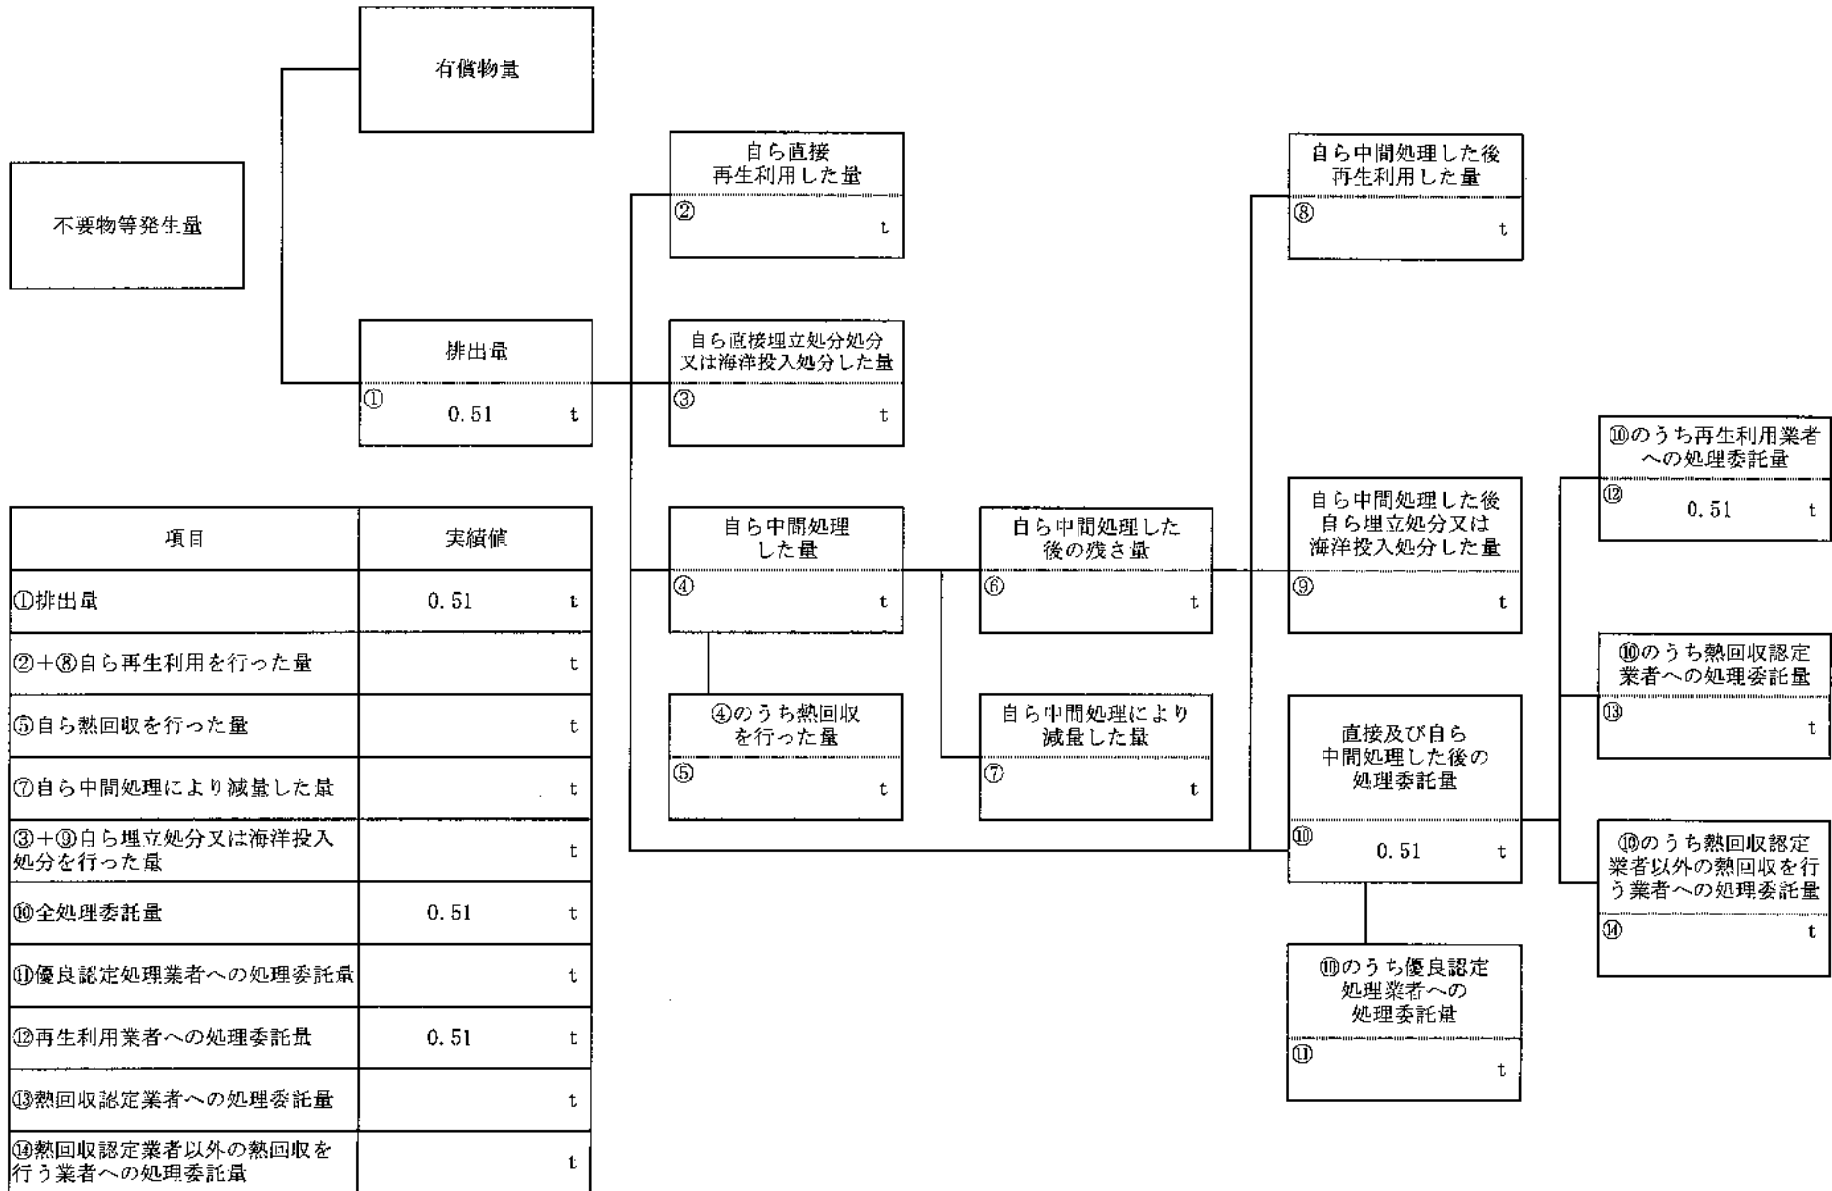 有償物量
不要物等発生量
排出量
①
0.51 t
自ら直接
再生利用した量
②
t
自ら直接埋立処分処分
又は海洋投入処分した量
③
t
自ら中間処理
した量
④
t
④のうち熱回収
を行った量
⑤
t
自ら中間処理した
後の残さ量
⑥
t
自ら中間処理により
減量した量
⑦
t
自ら中間処理した後
再生利用した量
⑧
t
自ら中間処理した後
自ら埋立処分又は
海洋投入処分した量
⑨
t
直接及び自ら
中間処理した後の
処理委託量
⑩
0.51 t
⑩のうち優良認定
処理業者への
処理委託量
⑪
t
⑩のうち再生利用業者
への処理委託量
⑫
0.51 t
⑩のうち熱回収認定
業者への処理委託量
⑬
t
⑩のうち熱回収認定
業者以外の熱回収を行
う業者への処理委託量
⑭
t
項目 実績値
①排出量 0.51 t
②+⑧自ら再生利用を行った量 t
⑤自ら熱回収を行った量 t
⑦自ら中間処理により減量した量 t
③+⑨自ら埋立処分又は海洋投入
処分を行った量 t
⑩全処理委託量 0.51 t
⑪優良認定処理業者への処理委託量 t
⑫再生利用業者への処理委託量 0.51 t
⑬熱回収認定業者への処理委託量 t
⑭熱回収認定業者以外の熱回収を
行う業者への処理委託量 t